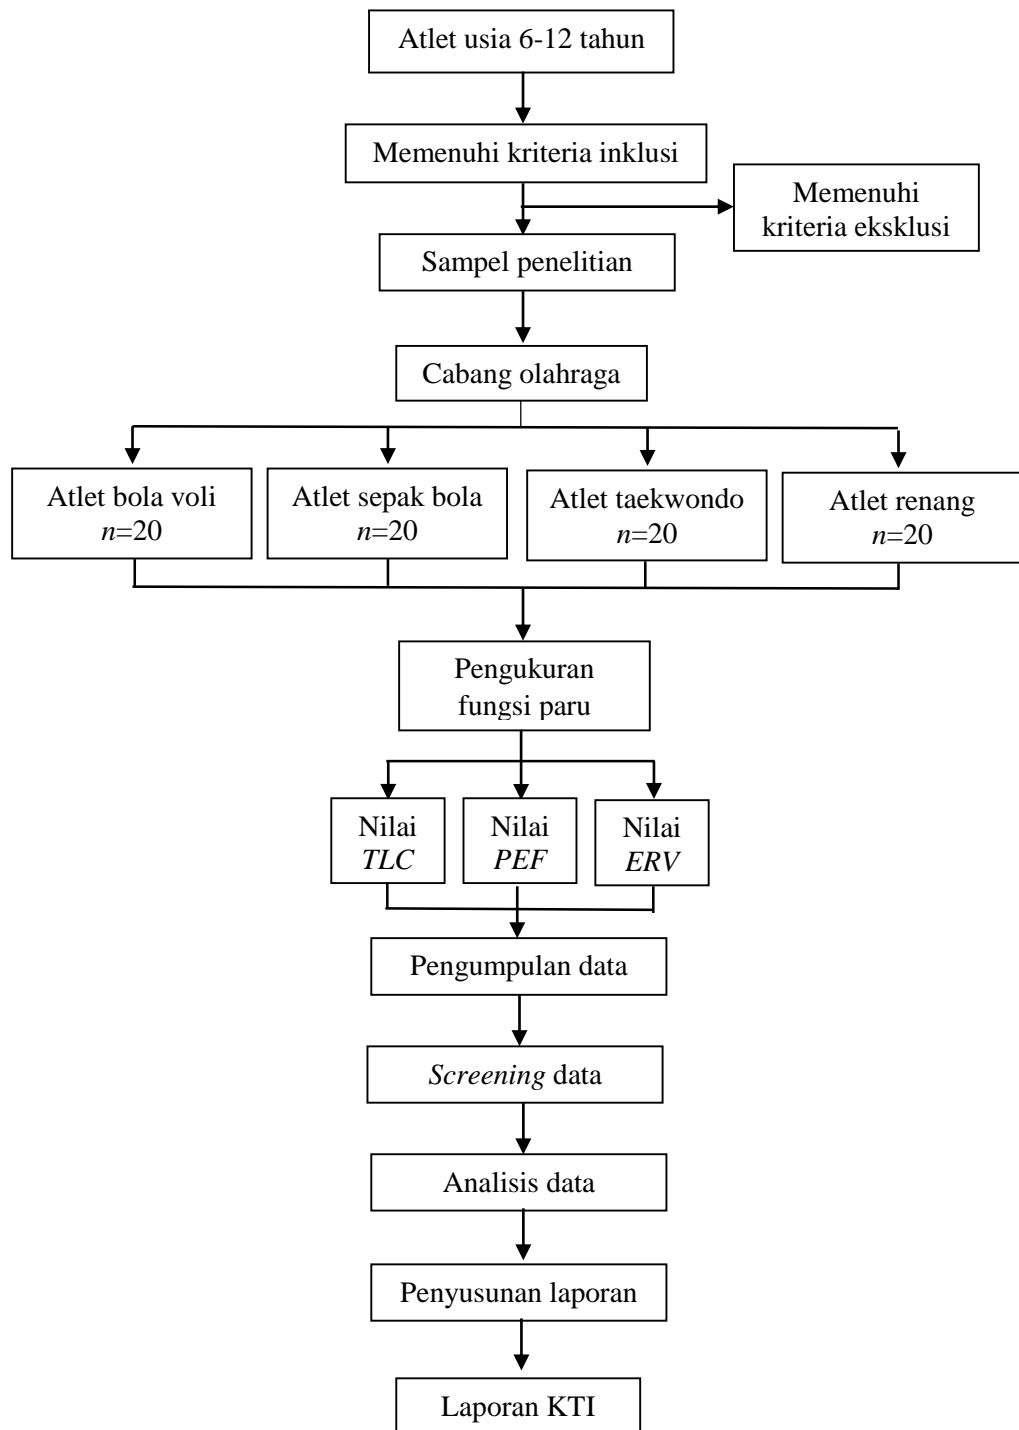 Atlet usia 6-12 tahun
Memenuhi kriteria inklusi
Memenuhi
kriteria eksklusi
Sampel penelitian
Cabang olahraga
Atlet bola voli
n=20
Atlet sepak bola
n=20
Atlet taekwondo
n=20
Atlet renang
n=20
Pengukuran
fungsi paru
Nilai
TLC
Nilai
PEF
Nilai
ERV
Pengumpulan data
Screening data
Analisis data
Penyusunan laporan
Laporan KTI